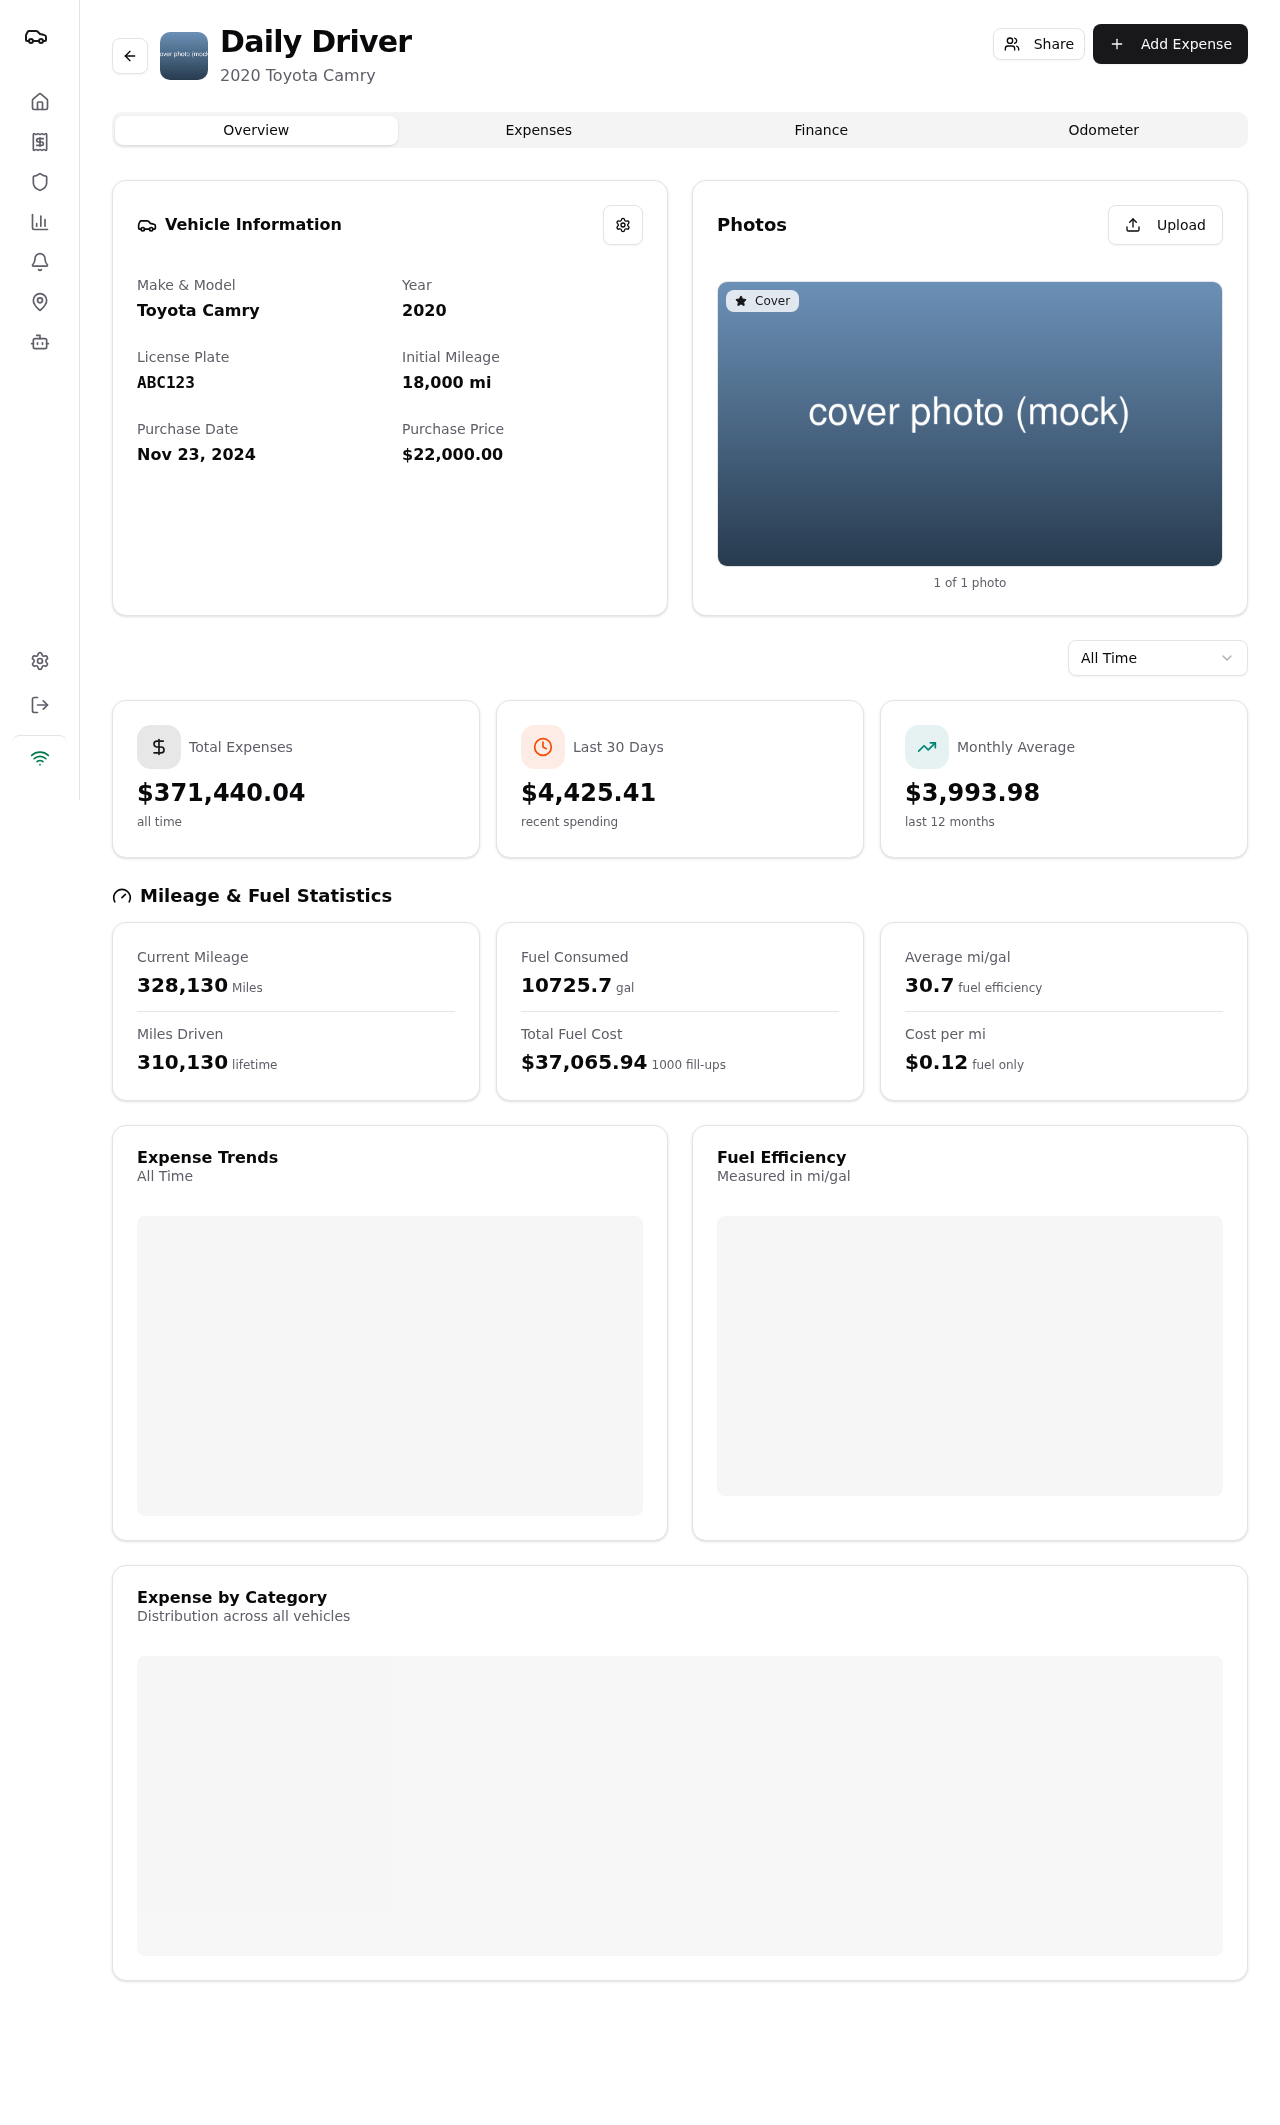 cover photo (mock)
Daily Driver
2020 Toyota Camry
Share
Add Expense
Overview
Expenses
Finance
Odometer
Vehicle Information
Make & Model
Year
Toyota Camry
2020
License Plate
Initial Mileage
ABC123
18,000 mi
Purchase Date
Purchase Price
Nov 23, 2024
$22,000.00
Photos
Upload
Cover
cover photo (mock)
1 of 1 photo
All Time
Total Expenses
$371,440.04
all time
Last 30 Days
$4,425.41
recent spending
Monthly Average
$3,993.98
last 12 months
Mileage & Fuel Statistics
Current Mileage
328,130 Miles
Miles Driven
310,130 lifetime
Fuel Consumed
10725.7 gal
Total Fuel Cost
$37,065.94 1000 fill-ups
Average mi/gal
30.7 fuel efficiency
Cost per mi
$0.12 fuel only
Expense Trends
All Time
Fuel Efficiency
Measured in mi/gal
Expense by Category
Distribution across all vehicles